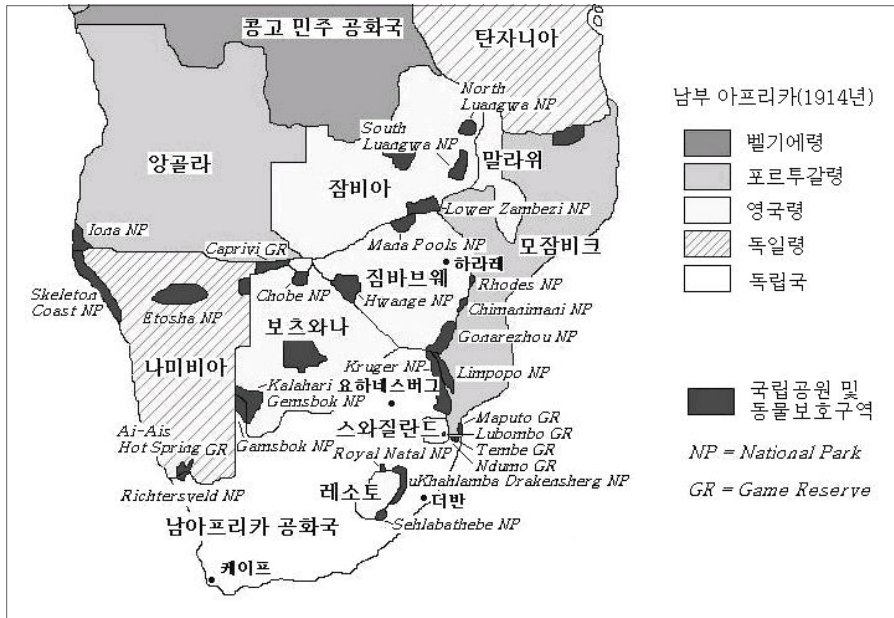 콩고 민주 공화국
탄자니아
North
Luangwa NP
South
Luangwa NP
말라위
앙골라
잠비아
Lower Zambezi NP
Iona NP
Mana Pools NP
모잠비크
Caprivi GR
짐바브웨
하라레
Skeleton
Coast NP
Etosha NP
Chobe NP
Hwange NP
Rhodes NP
Chimanimani NP
보츠와나
Gonarezhou NP
나미비아
Kruger NP
Limpopo NP
Kalahari
Gemsbok NP
요하네스버그
Ai-Ais
Hot Spring GR
Gamsbok NP
스와질란드
Maputo GR
Lubombo GR
Tembe GR
Ndumo GR
Royal Natal NP
uKhahlamba Drakensherg NP
Richtersveld NP
레소토
더반
남아프리카 공화국
Sehlabathebe NP
케이프
남부 아프리카(1914년)
벨기에령
포르투갈령
영국령
독일령
독립국
국립공원 및
동물보호구역
NP = National Park
GR = Game Reserve